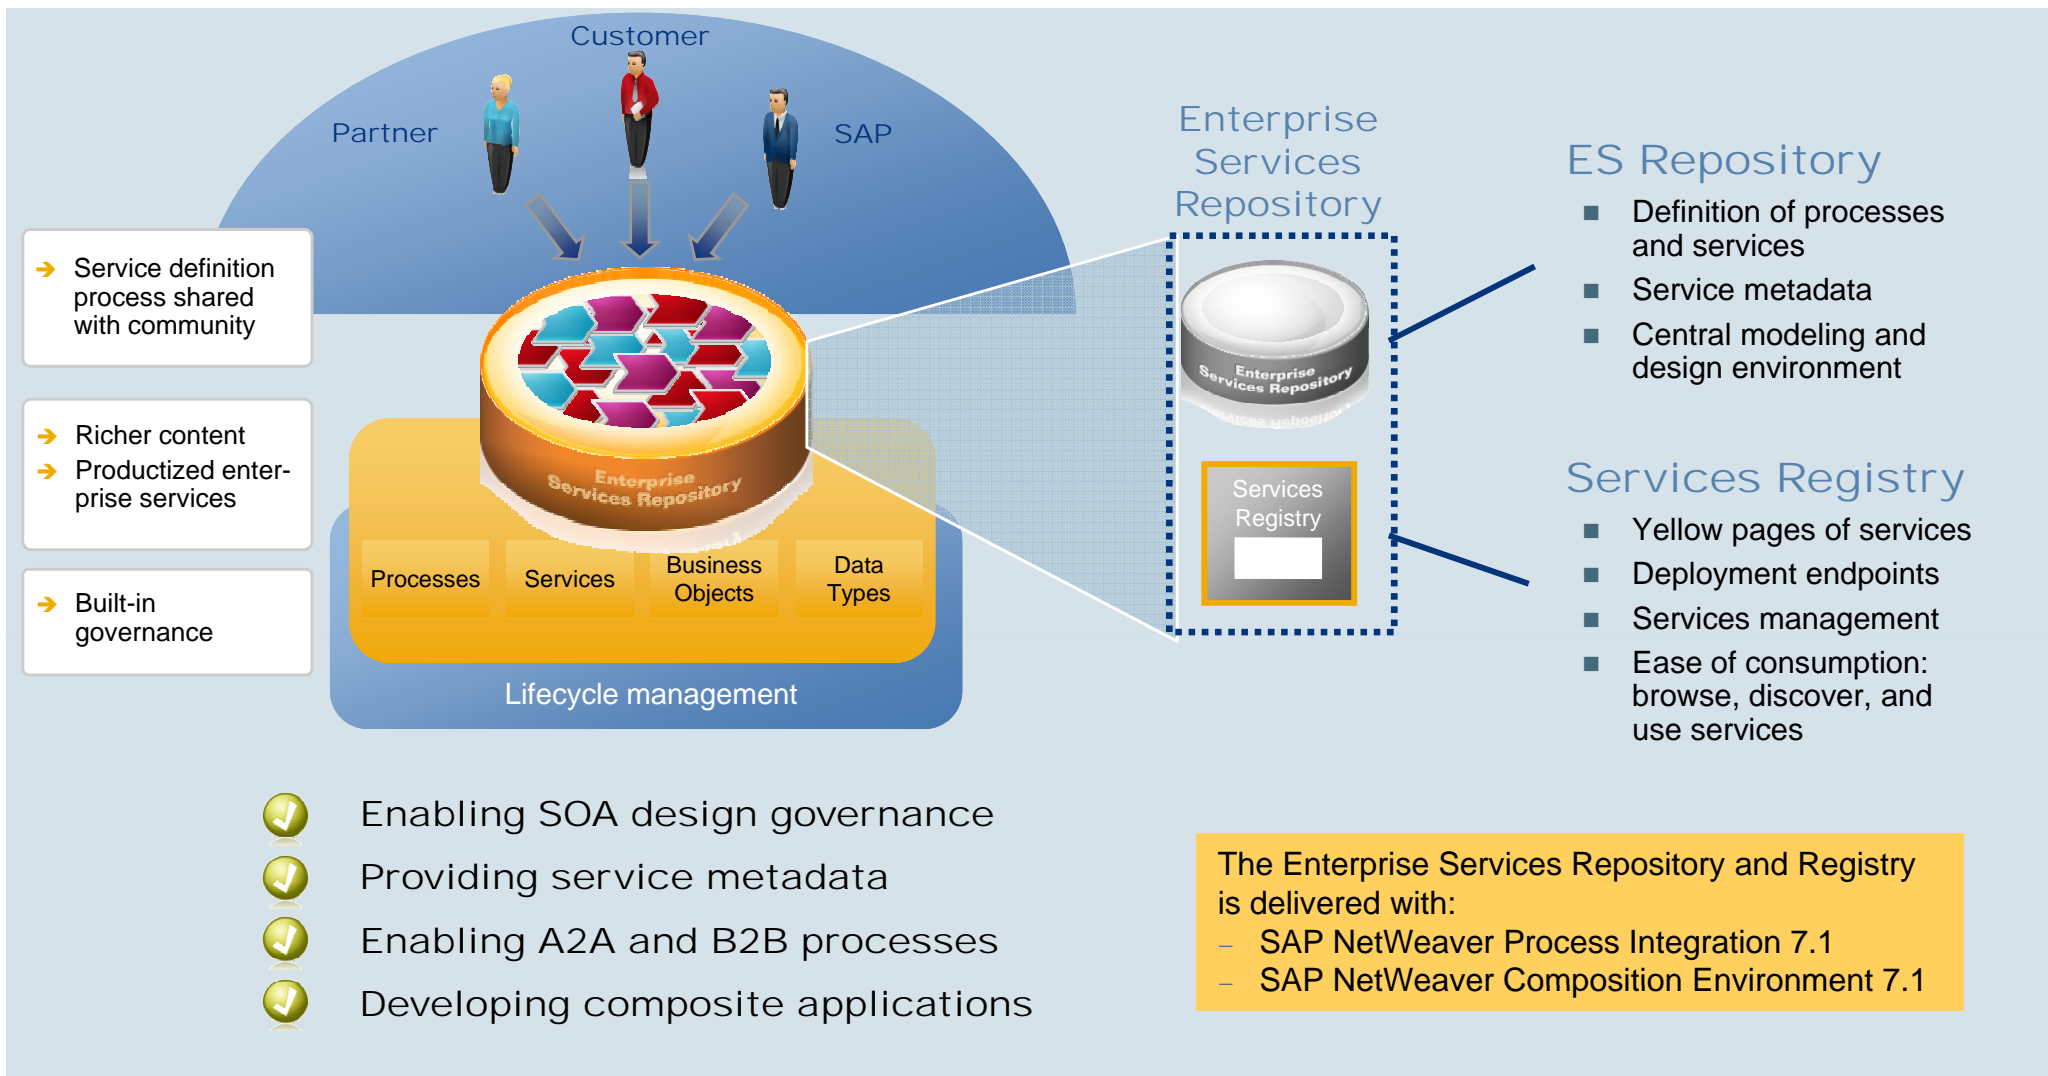 Customer
Partner
SAP
Service definition
process shared
with community
Richer content
Productized enter-
prise services
Built-in
governance
Enterprise
Services Repository
Processes
Services
Business
Objects
Data
Types
Lifecycle management
Enterprise
Services
Repository
Enterprise
Services Repository
Services
Registry
ES Repository
Definition of processes
and services
Service metadata
Central modeling and
design environment
Services Registry
Yellow pages of services
Deployment endpoints
Services management
Ease of consumption:
browse, discover, and
use services
Enabling SOA design governance
Providing service metadata
Enabling A2A and B2B processes
Developing composite applications
The Enterprise Services Repository and Registry
is delivered with:
– SAP NetWeaver Process Integration 7.1
– SAP NetWeaver Composition Environment 7.1